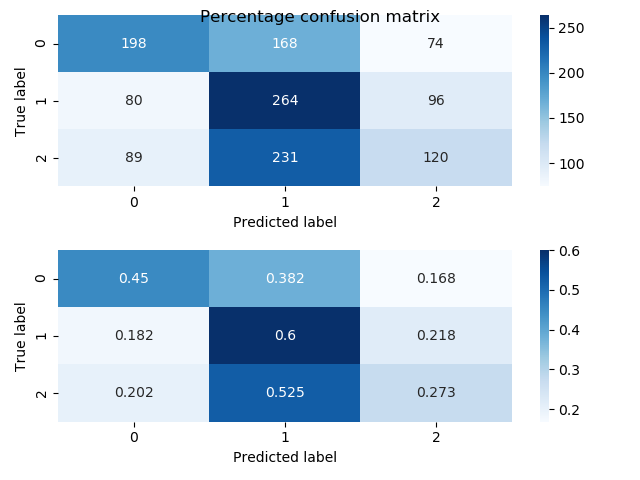 Percentage confusion matrix
True label
0 198 168 74
1 80 264 96
2 89 231 120
0 1 2
Predicted label
250
200
150
100
True label
0 0.45 0.382 0.168
1 0.182 0.6 0.218
2 0.202 0.525 0.273
0 1 2
Predicted label
0.6
0.5
0.4
0.3
0.2